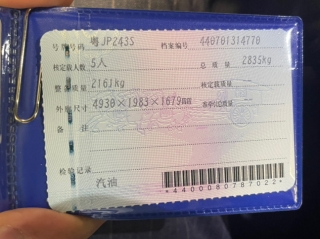 号牌号码 粤JP243S 档案编号 440701314770
核定载人数 5人 总质量 2835kg
整备质量 2161kg 核定载质量
外廓尺寸 4930×1983×1679mm 准牵引总质量
备注
检验记录
汽油
*4400080787022*